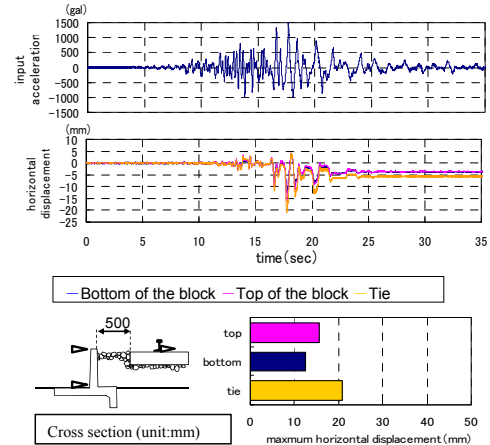 (gal)
input acceleration
1500
1000
500
0
-500
-1000
-1500
(mm)
horizontal displacement
10
5
0
-5
-10
-15
-20
-25
0 5 10 15 20 25 30 35
time(sec)
Bottom of the block Top of the block Tie
500
Cross section (unit:mm)
top
bottom
tie
0 10 20 30 40 50
maxmum horizontal displacement(mm)